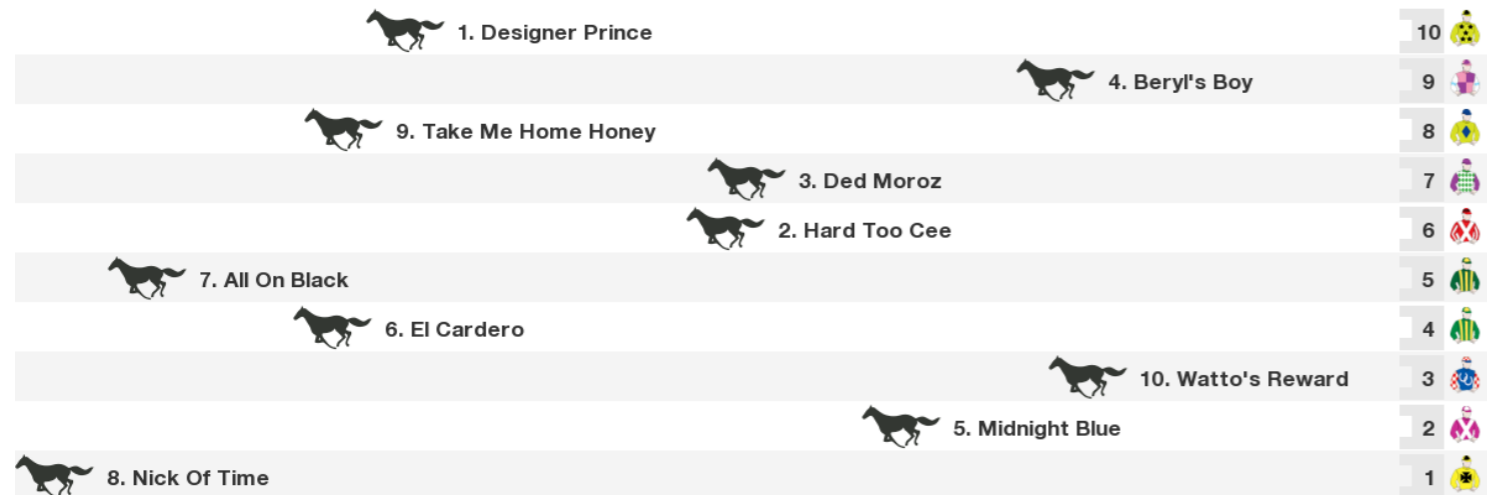 1. Designer Prince 10
4. Beryl's Boy 9
9. Take Me Home Honey 8
3. Ded Moroz 7
2. Hard Too Cee 6
7. All On Black 5
6. El Cardero 4
10. Watto's Reward 3
5. Midnight Blue 2
8. Nick Of Time 1